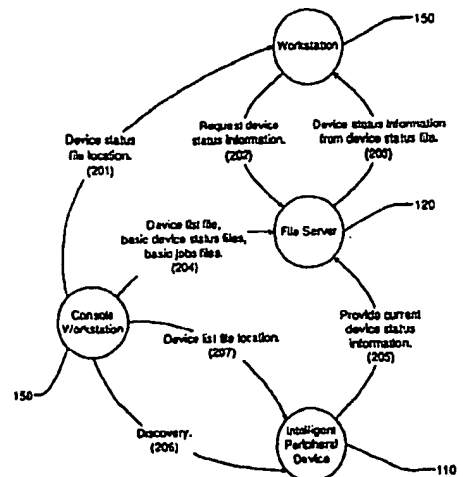 150
Workstation
Device status
file location.
(201)
Request device
status information.
(202)
Device status information
from device status file.
(203)
120
File Server
Device list file,
basic device status files,
basic jobs files.
(204)
Console
Workstation
Device list file location.
(207)
Provide current
device status
information.
(205)
150
Discovery.
(206)
Intelligent
Peripheral
Device
110